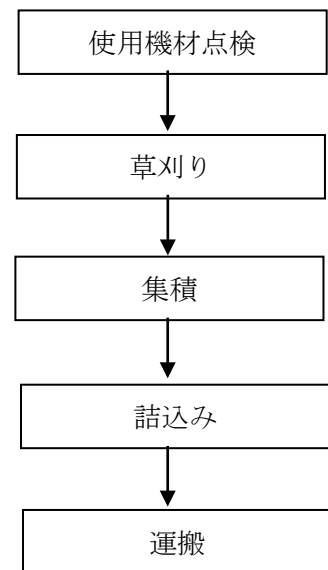 使用機材点検
草刈り
集積
詰込み
運搬